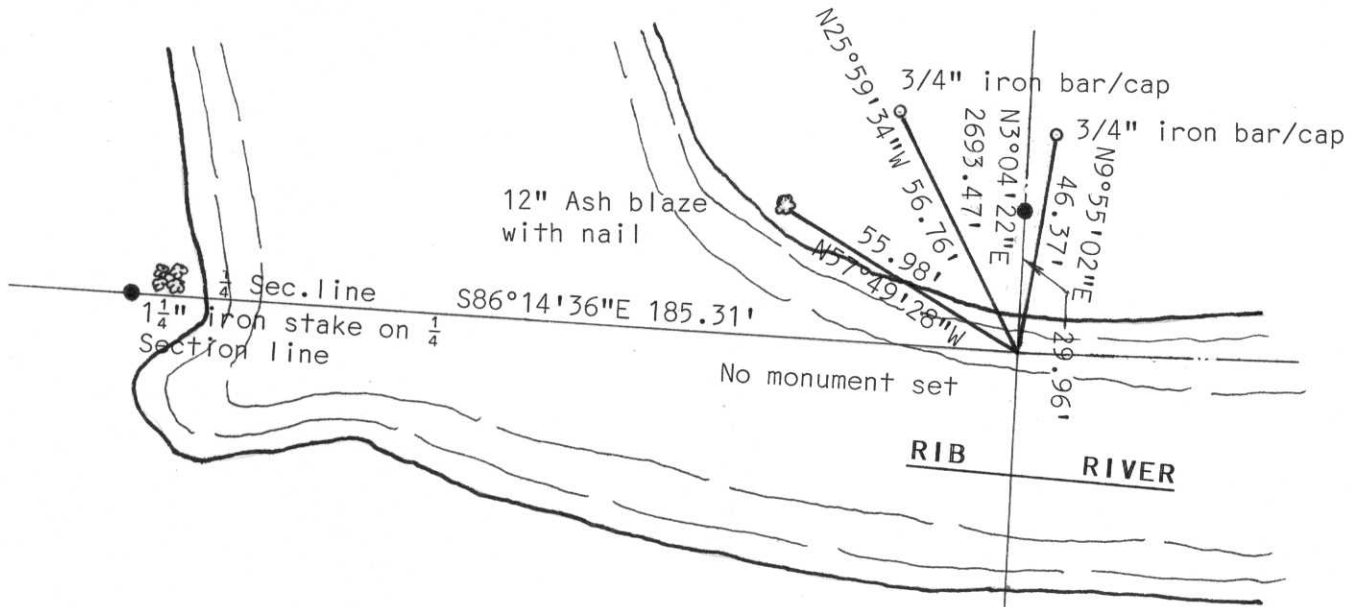 N25°59'34"W 56.76'
3/4" iron bar/cap
N3°04'22"E
2693.47'
3/4" iron bar/cap
N9°55'02"E
46.37'
12" Ash blaze
with nail
55.98'
N57°49'28"W
1/4 Sec.line
S86°14'36"E 185.31'
1 1/4" iron stake on 1/4
Section line
29.96'
No monument set
RIB RIVER